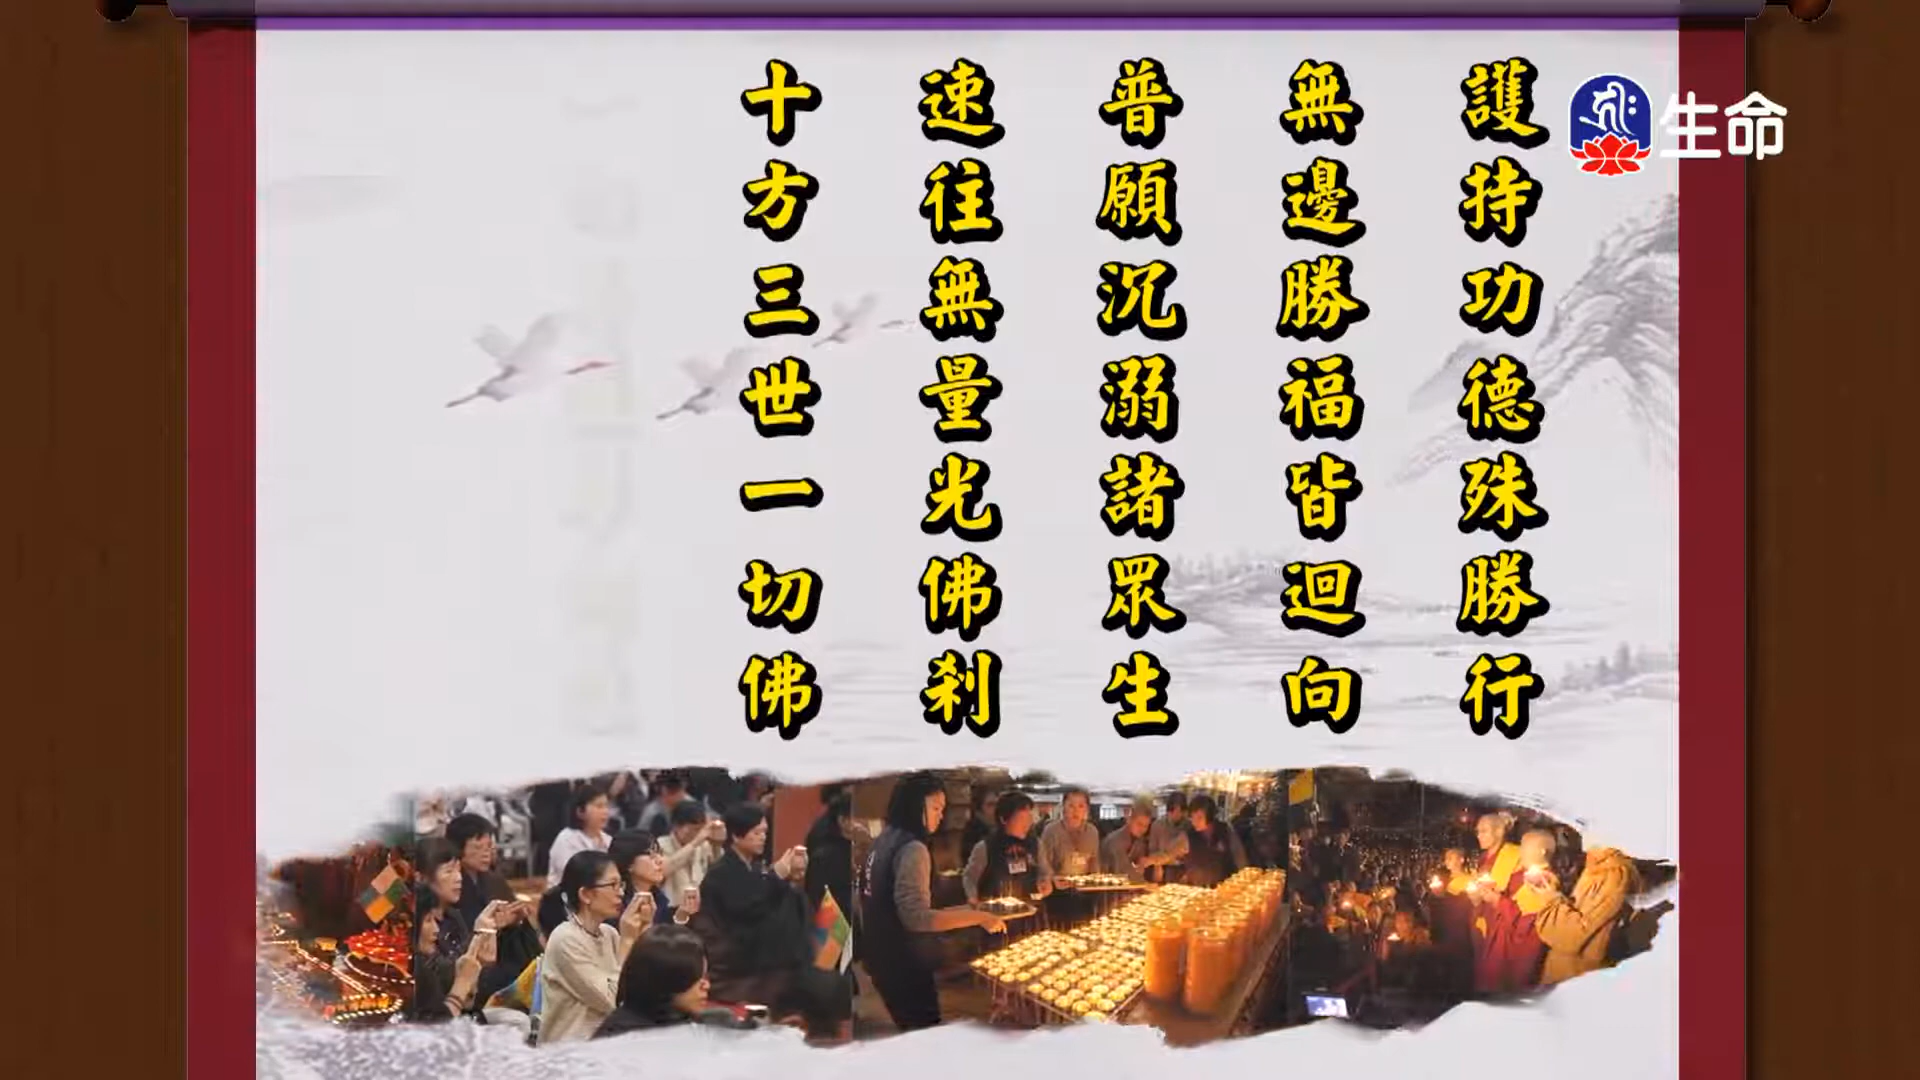 護持功德殊勝行
無邊勝福皆迴向
普願沉溺諸眾生
速往無量光佛剎
十方三世一切佛
生命